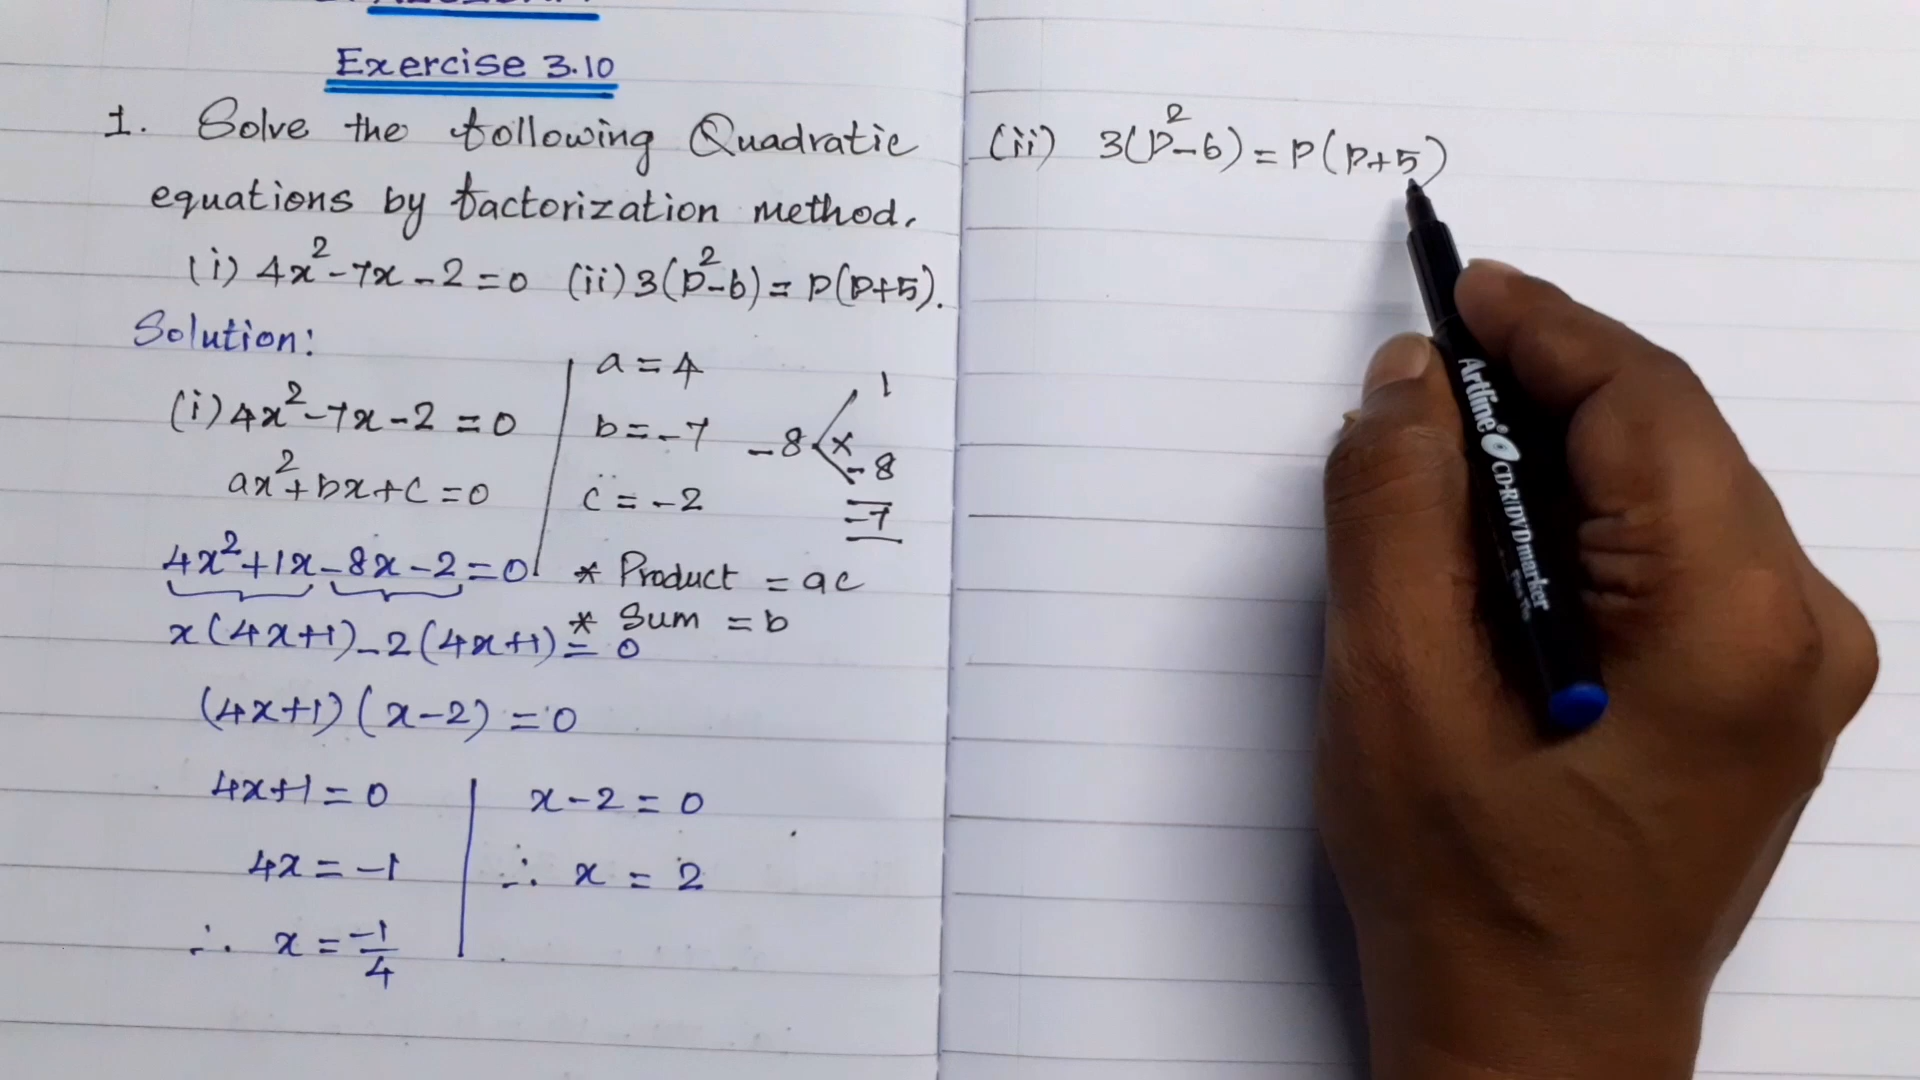 Exercise 3.10
1. Solve the following Quadratic
equations by factorization method.
(i) 4x²-7x-2=0 (ii) 3(p²-6)=p(p+5).
Solution:
(i) 4x²-7x-2=0
ax²+bx+c=0
4x²+1x-8x-2=0
x(4x+1)-2(4x+1)=0
(4x+1)(x-2)=0
4x+1=0
4x=-1
∴ x=-1/4
x-2=0
∴ x=2
a=4
b=-7
c=-2
-8
1
×
-8
-7
* Product = ac
* Sum = b
(ii) 3(p²-6)=p(p+5)
Artline CD-R/DVD marker